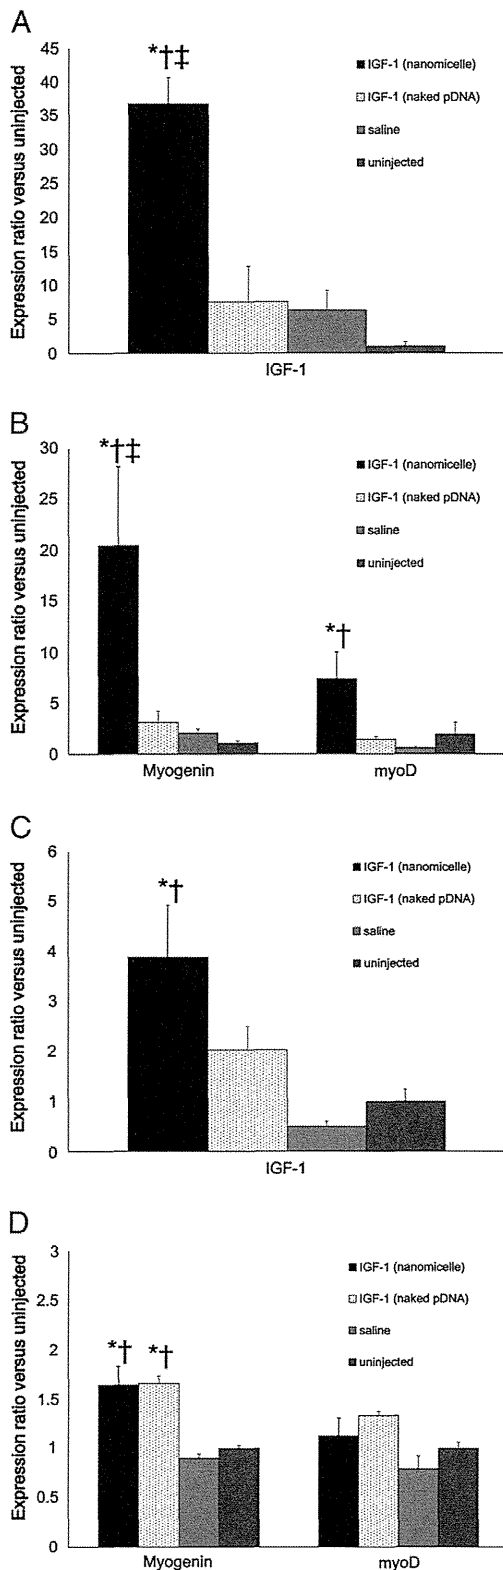 A
Expression ratio versus uninjected
45
40
35
30
25
20
15
10
5
0
*†‡
IGF-1 (nanomicelle)
IGF-1 (naked pDNA)
saline
uninjected
IGF-1
B
Expression ratio versus uninjected
30
25
20
15
10
5
0
*†‡
*†
IGF-1 (nanomicelle)
IGF-1 (naked pDNA)
saline
uninjected
Myogenin myoD
C
Expression ratio versus uninjected
6
5
4
3
2
1
0
*†
IGF-1 (nanomicelle)
IGF-1 (naked pDNA)
saline
uninjected
IGF-1
D
Expression ratio versus uninjected
3
2.5
2
1.5
1
0.5
0
*† *†
IGF-1 (nanomicelle)
IGF-1 (naked pDNA)
saline
uninjected
Myogenin myoD